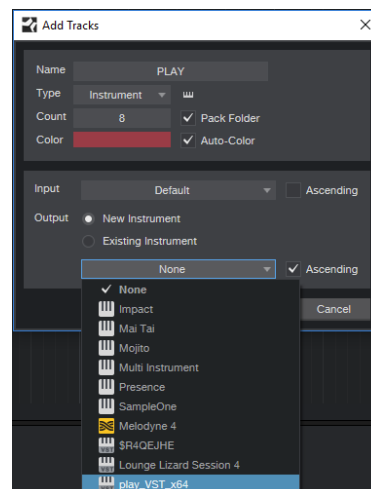 Add Tracks
Name PLAY
Type Instrument
Count 8 Pack Folder
Color Auto-Color
Input Default Ascending
Output New Instrument
Existing Instrument
None Ascending
None
Cancel
Impact
Mai Tai
Mojito
Multi Instrument
Presence
SampleOne
Melodyne 4
$R4QEJHE
Lounge Lizard Session 4
play_VST_x64